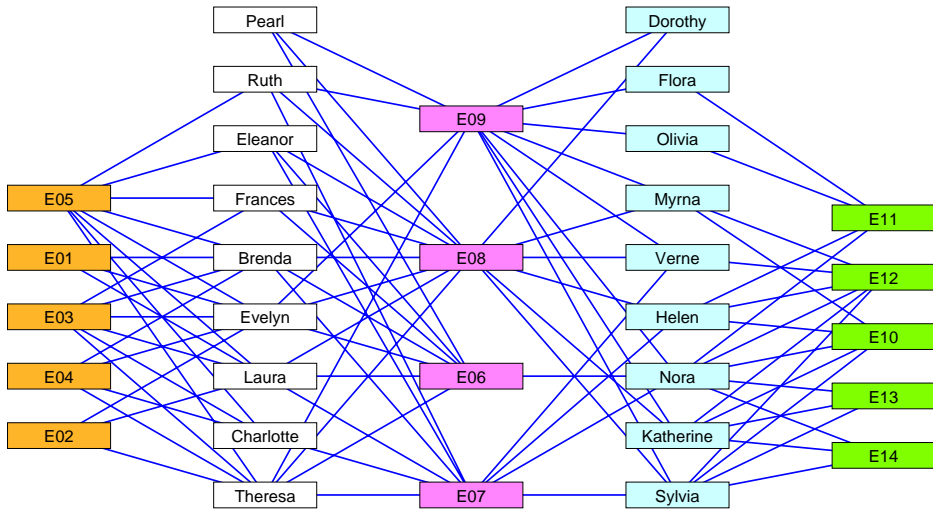 Pearl
Dorothy
Ruth
Flora
E09
Eleanor
Olivia
E05
Frances
Myrna
E11
E01
Brenda
E08
Verne
E12
E03
Evelyn
Helen
E10
E04
Laura
E06
Nora
E13
E02
Charlotte
Katherine
E14
Theresa
E07
Sylvia